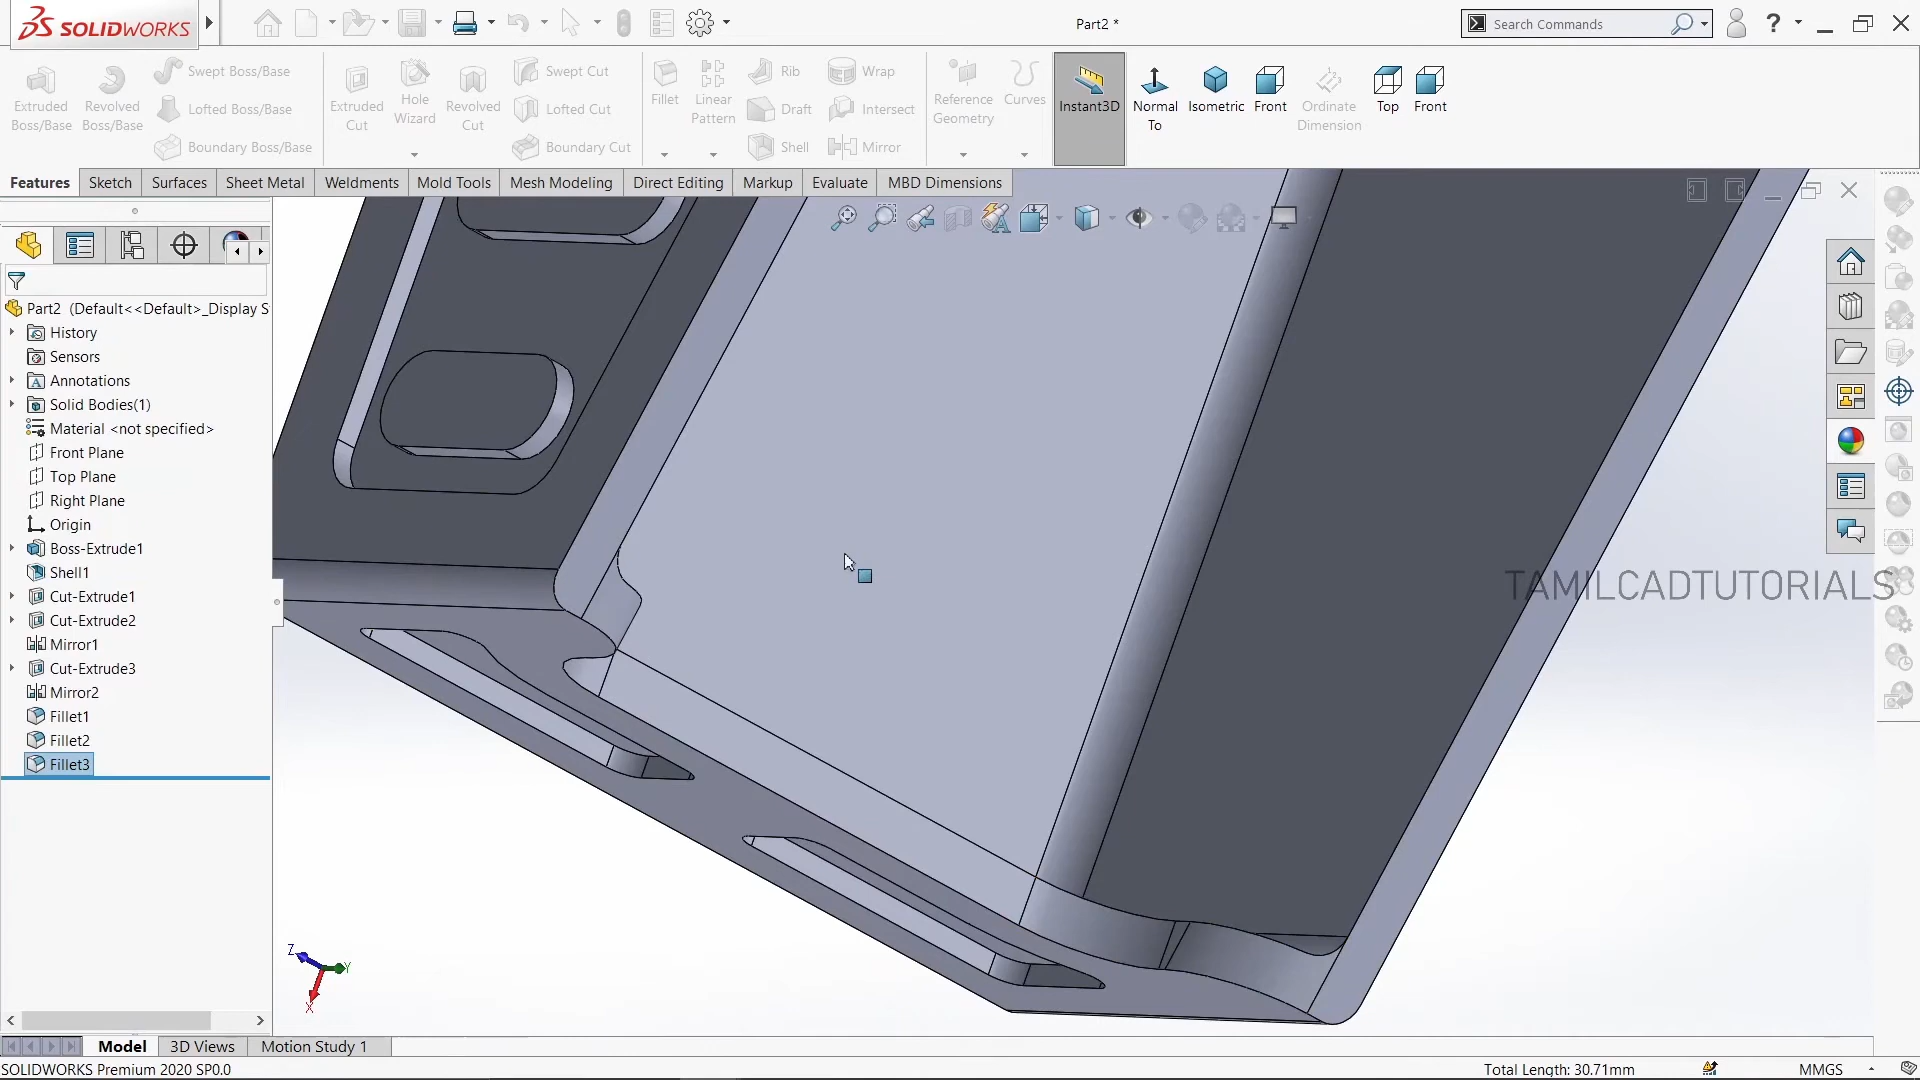 SOLIDWORKS
Part2 *
Search Commands
?
Extruded Boss/Base
Revolved Boss/Base
Swept Boss/Base
Lofted Boss/Base
Boundary Boss/Base
Extruded Cut
Hole Wizard
Revolved Cut
Swept Cut
Lofted Cut
Boundary Cut
Fillet
Linear Pattern
Rib
Draft
Shell
Wrap
Intersect
Mirror
Reference Geometry
Curves
Instant3D
Normal To
Isometric
Front
Ordinate Dimension
Top
Front
Features
Sketch
Surfaces
Sheet Metal
Weldments
Mold Tools
Mesh Modeling
Direct Editing
Markup
Evaluate
MBD Dimensions
Part2 (Default<<Default>_Display S
History
Sensors
Annotations
Solid Bodies(1)
Material <not specified>
Front Plane
Top Plane
Right Plane
Origin
Boss-Extrude1
Shell1
Cut-Extrude1
Cut-Extrude2
Mirror1
Cut-Extrude3
Mirror2
Fillet1
Fillet2
Fillet3
TAMILCADTUTORIALS
Z
Y
X
Model
3D Views
Motion Study 1
SOLIDWORKS Premium 2020 SP0.0
Total Length: 30.71mm
MMGS